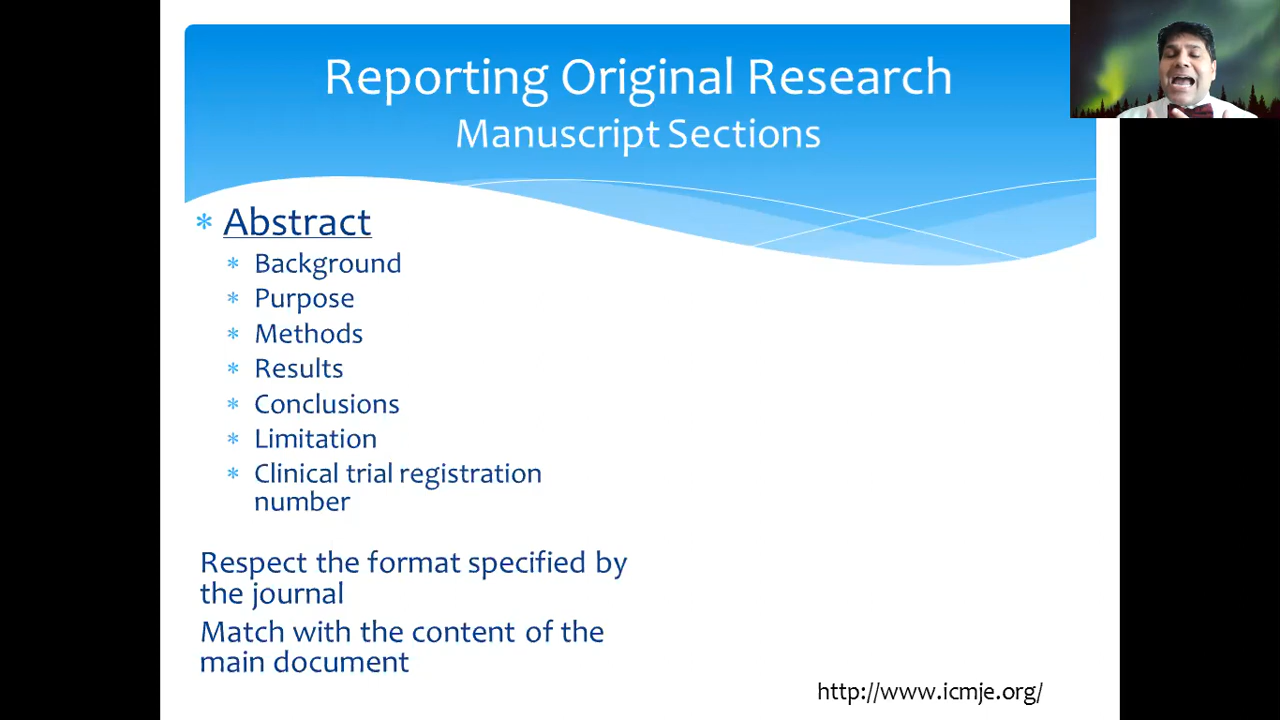 Reporting Original Research
Manuscript Sections
* Abstract
* Background
* Purpose
* Methods
* Results
* Conclusions
* Limitation
* Clinical trial registration
number
Respect the format specified by
the journal
Match with the content of the
main document
http://www.icmje.org/